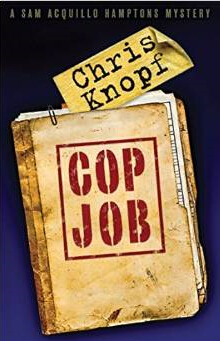 A SAM ACQUILLO HAMPTONS MYSTERY
Chris
Knopf
COP
JOB